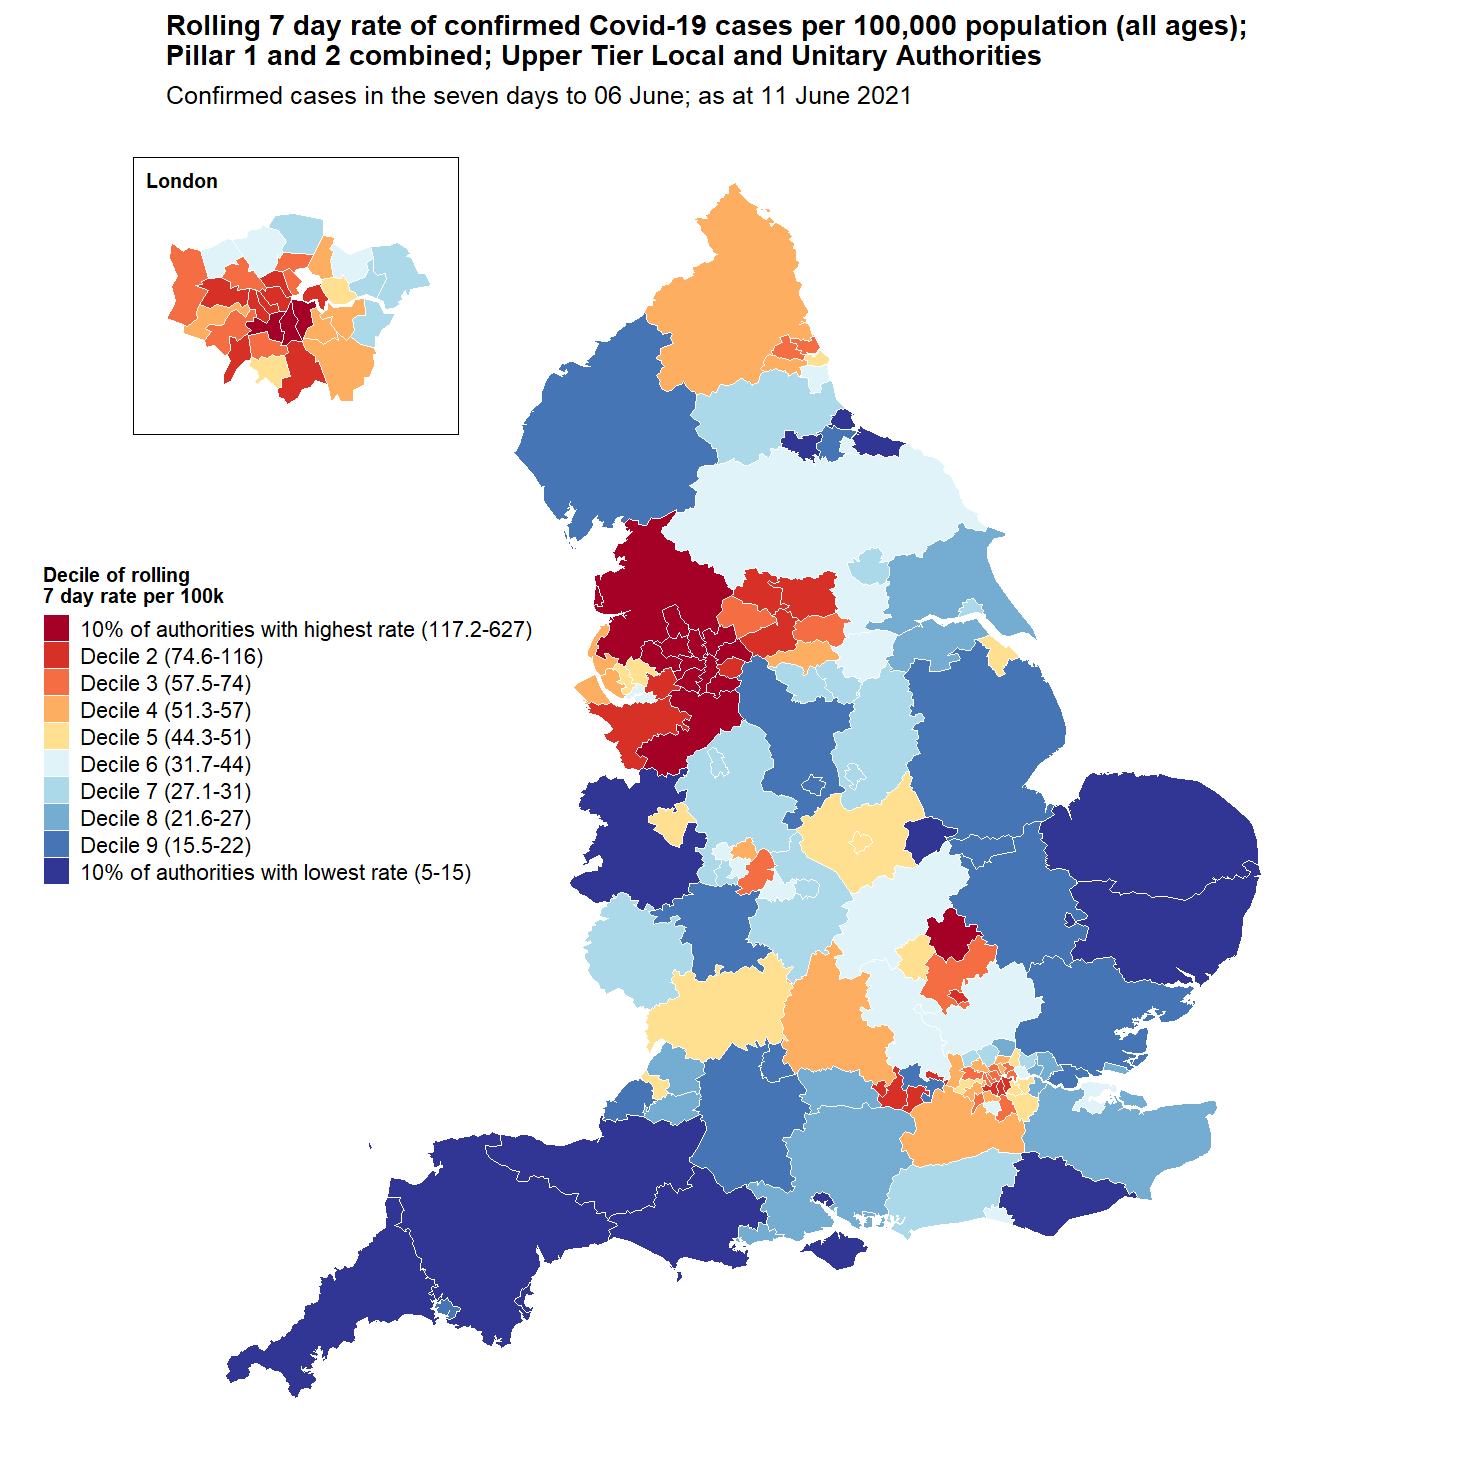 Rolling 7 day rate of confirmed Covid-19 cases per 100,000 population (all ages);
Pillar 1 and 2 combined; Upper Tier Local and Unitary Authorities
Confirmed cases in the seven days to 06 June; as at 11 June 2021
London
Decile of rolling
7 day rate per 100k
10% of authorities with highest rate (117.2-627)
Decile 2 (74.6-116)
Decile 3 (57.5-74)
Decile 4 (51.3-57)
Decile 5 (44.3-51)
Decile 6 (31.7-44)
Decile 7 (27.1-31)
Decile 8 (21.6-27)
Decile 9 (15.5-22)
10% of authorities with lowest rate (5-15)